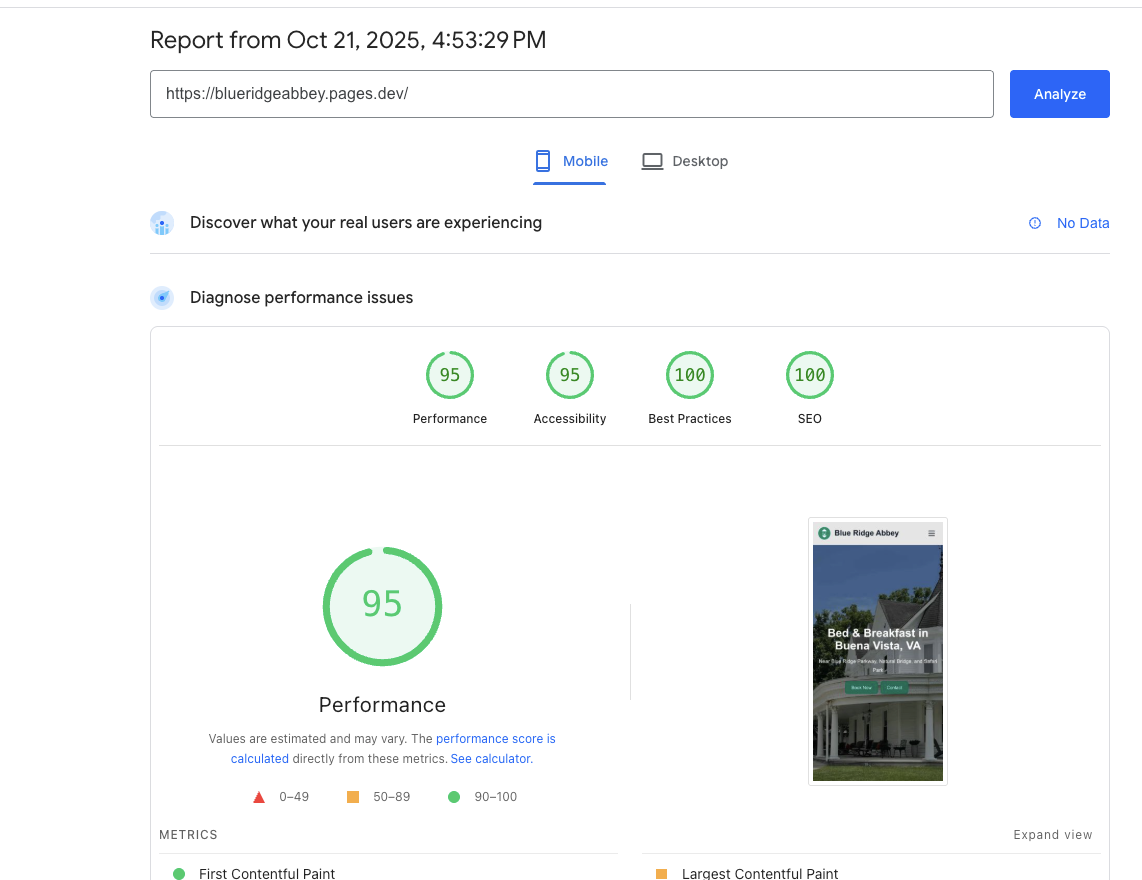 Report from Oct 21, 2025, 4:53:29 PM
https://blueridgeabbey.pages.dev/
Analyze
Mobile
Desktop
Discover what your real users are experiencing
No Data
Diagnose performance issues
95
95
100
100
Performance
Accessibility
Best Practices
SEO
95
Performance
Values are estimated and may vary. The performance score is
calculated directly from these metrics. See calculator.
0–49
50–89
90–100
Blue Ridge Abbey
Bed & Breakfast in
Buena Vista, VA
Near Blue Ridge Parkway, Natural Bridge, and Safari
Park
Book Now
Contact
METRICS
Expand view
First Contentful Paint
Largest Contentful Paint